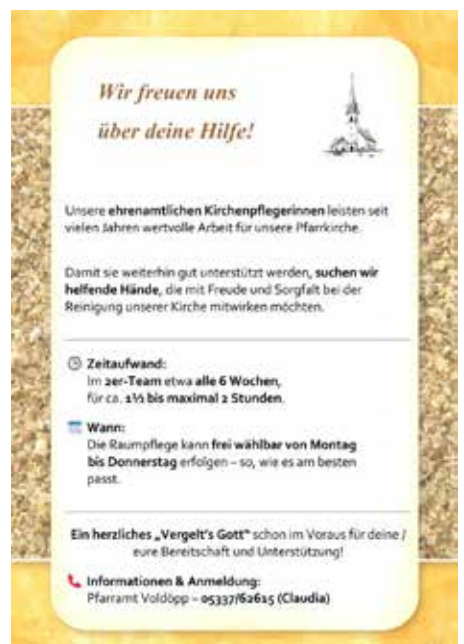 Wir freuen uns
über deine Hilfe!
Unsere ehrenamtlichen Kirchenpflegerinnen leisten seit
vielen Jahren wertvolle Arbeit für unsere Pfarrkirche.
Damit sie weiterhin gut unterstützt werden, suchen wir
helfende Hände, die mit Freude und Sorgfalt bei der
Reinigung unserer Kirche mitwirken möchten.
Zeitaufwand:
Im 2er-Team etwa alle 6 Wochen,
für ca. 1½ bis maximal 2 Stunden.
Wann:
Die Raumpflege kann frei wählbar von Montag
bis Donnerstag erfolgen – so, wie es am besten
passt.
Ein herzliches „Vergelt's Gott“ schon im Voraus für deine /
eure Bereitschaft und Unterstützung!
Informationen & Anmeldung:
Pfarramt Voldöpp – 05337/62615 (Claudia)